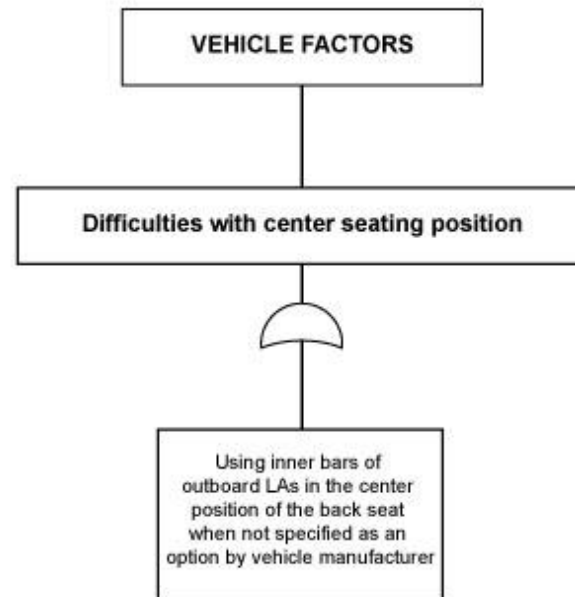 VEHICLE FACTORS
Difficulties with center seating position
Using inner bars of
outboard LAs in the center
position of the back seat
when not specified as an
option by vehicle manufacturer